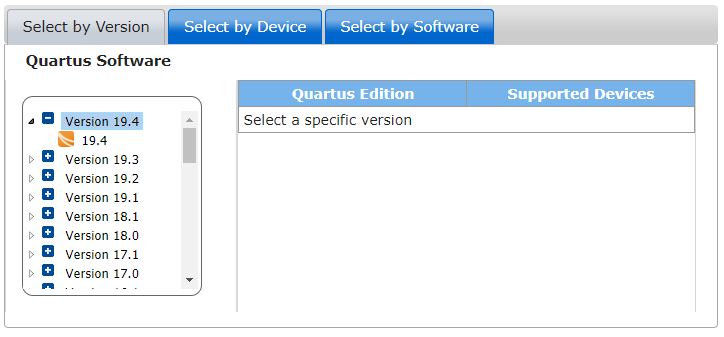 Select by Version
Select by Device
Select by Software
Quartus Software
Quartus Edition
Supported Devices
Select a specific version
Version 19.4
19.4
Version 19.3
Version 19.2
Version 19.1
Version 18.1
Version 18.0
Version 17.1
Version 17.0